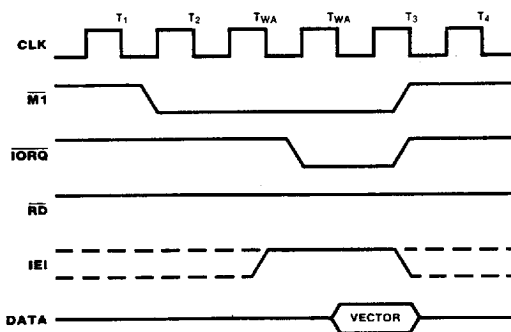 T1 T2 TWA TWA T3 T4
CLK
M1
IORQ
RD
IEI
DATA VECTOR